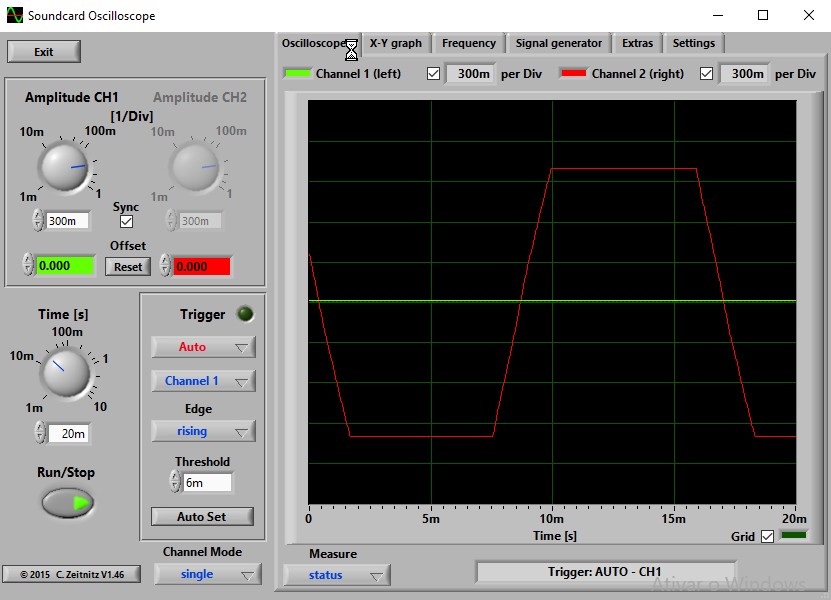 Soundcard Oscilloscope
Exit
Oscilloscope X-Y graph Frequency Signal generator Extras Settings
Channel 1 (left) 300m per Div Channel 2 (right) 300m per Div
Amplitude CH1 Amplitude CH2
[1/Div]
10m 100m 10m 100m
1m 1 1m 1
Sync
300m 300m
Offset
0.000 Reset 0.000
Time [s]
100m
10m 1
1m 10
20m
Run/Stop
Trigger
Auto
Channel 1
Edge
rising
Threshold
6m
Auto Set
Channel Mode
single
© 2015 C. Zeitnitz V1.46
0 5m 10m 15m 20m
Time [s]
Grid
Measure
status
Trigger: AUTO - CH1
Ativar o Windows